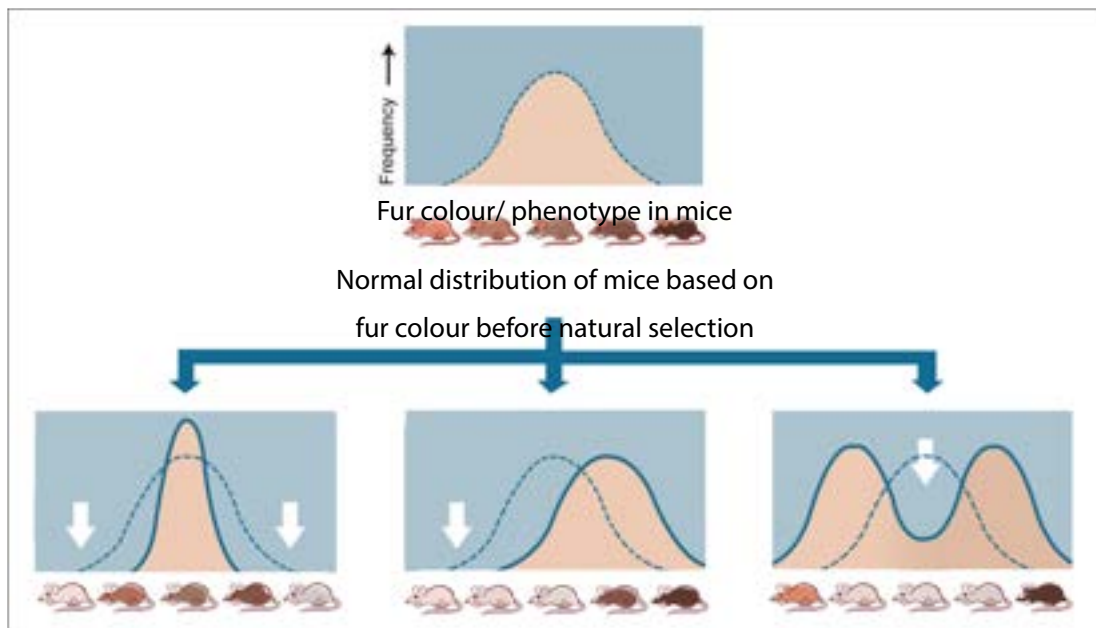 Frequency
Fur colour/ phenotype in mice
Normal distribution of mice based on
fur colour before natural selection